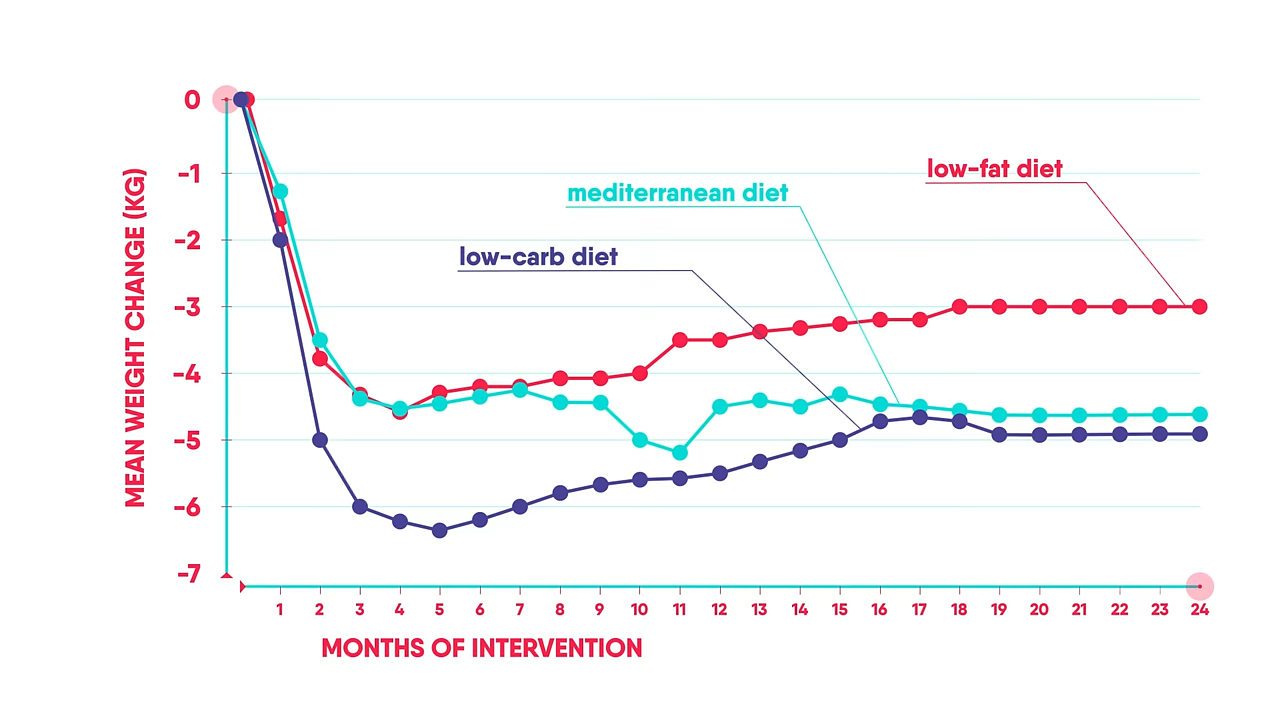 0
-1
-2
-3
-4
-5
-6
-7
MEAN WEIGHT CHANGE (KG)
low-fat diet
mediterranean diet
low-carb diet
1 2 3 4 5 6 7 8 9 10 11 12 13 14 15 16 17 18 19 20 21 22 23 24
MONTHS OF INTERVENTION